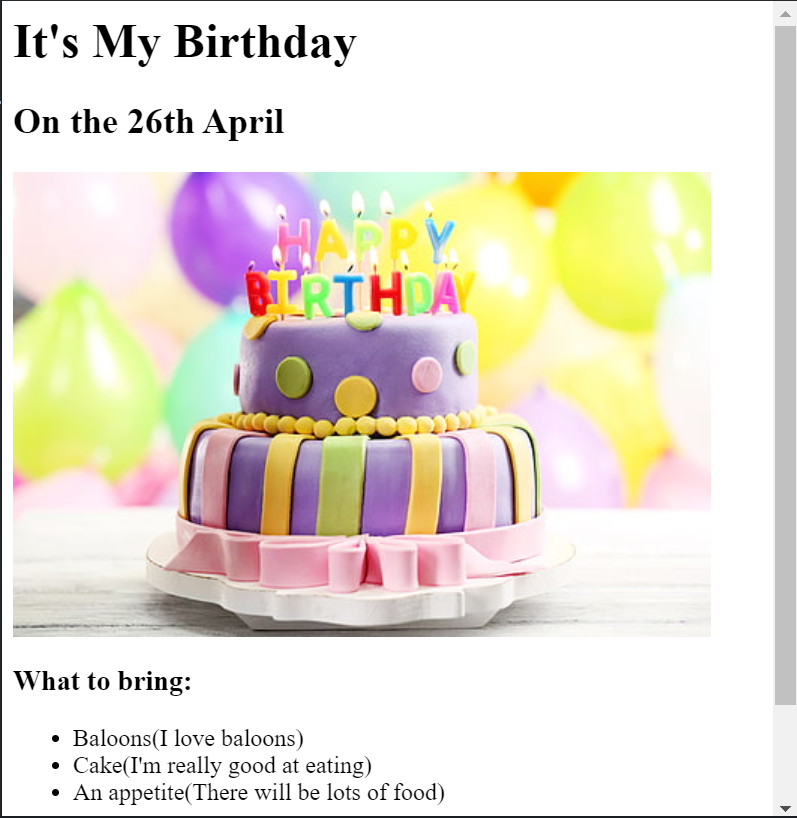 It's My Birthday
On the 26th April
HAPPY
BIRTHDAY
What to bring:
Baloons(I love baloons)
Cake(I'm really good at eating)
An appetite(There will be lots of food)